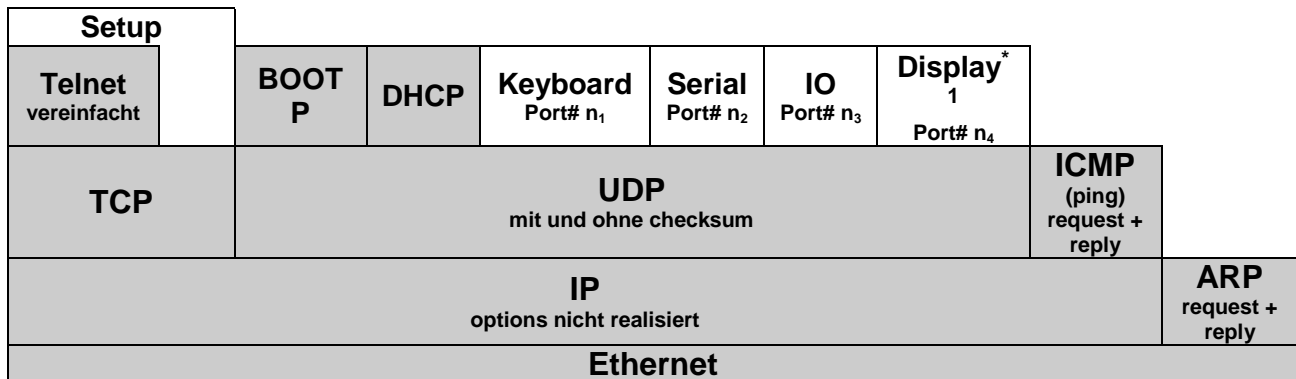 Setup
Telnet
vereinfacht
BOOT
P
DHCP
Keyboard
Port# n₁
Serial
Port# n₂
IO
Port# n₃
Display*
1
Port# n₄
TCP
UDP
mit und ohne checksum
ICMP
(ping)
request +
reply
IP
options nicht realisiert
ARP
request +
reply
Ethernet